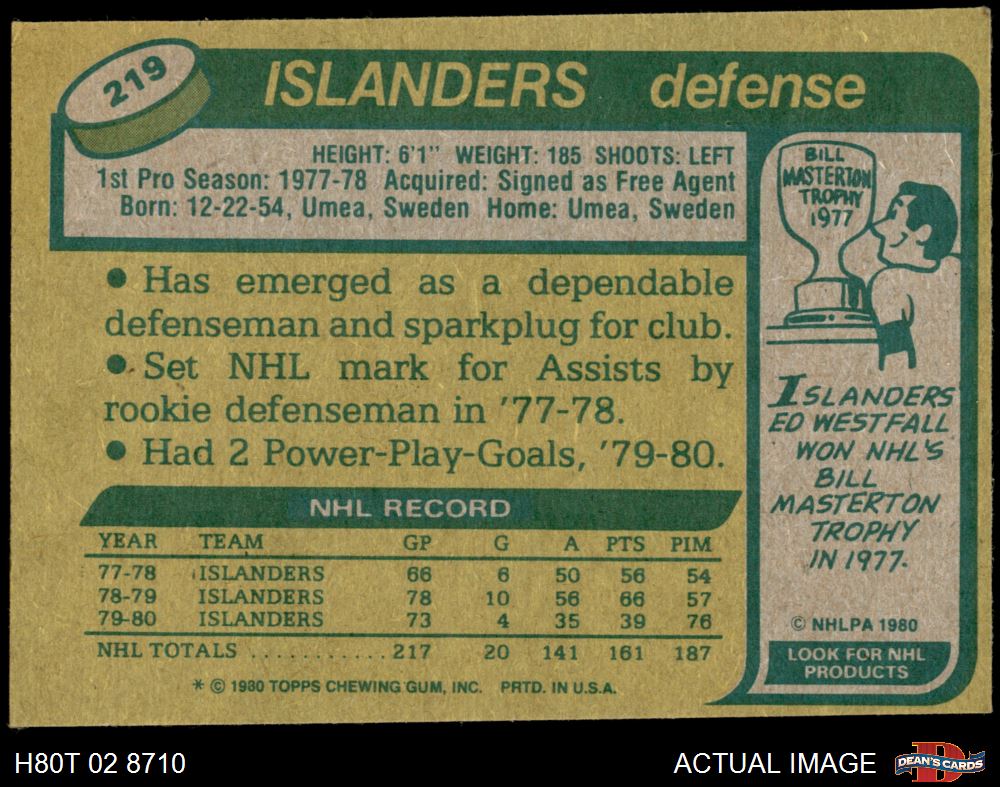 219
ISLANDERS defense
HEIGHT: 6'1" WEIGHT: 185 SHOOTS: LEFT
1st Pro Season: 1977-78 Acquired: Signed as Free Agent
Born: 12-22-54, Umea, Sweden Home: Umea, Sweden
• Has emerged as a dependable
defenseman and sparkplug for club.
• Set NHL mark for Assists by
rookie defenseman in '77-78.
• Had 2 Power-Play-Goals, '79-80.
NHL RECORD
YEAR TEAM GP G A PTS PIM
77-78 ISLANDERS 66 6 50 56 54
78-79 ISLANDERS 78 10 56 66 57
79-80 ISLANDERS 73 4 35 39 76
NHL TOTALS ........... 217 20 141 161 187
* © 1980 TOPPS CHEWING GUM, INC. PRTD. IN U.S.A.
BILL
MASTERTON
TROPHY
1977
ISLANDERS
ED WESTFALL
WON NHL'S
BILL
MASTERTON
TROPHY
IN 1977.
© NHLPA 1980
LOOK FOR NHL
PRODUCTS
H80T 02 8710
ACTUAL IMAGE
D
DEAN'S CARDS